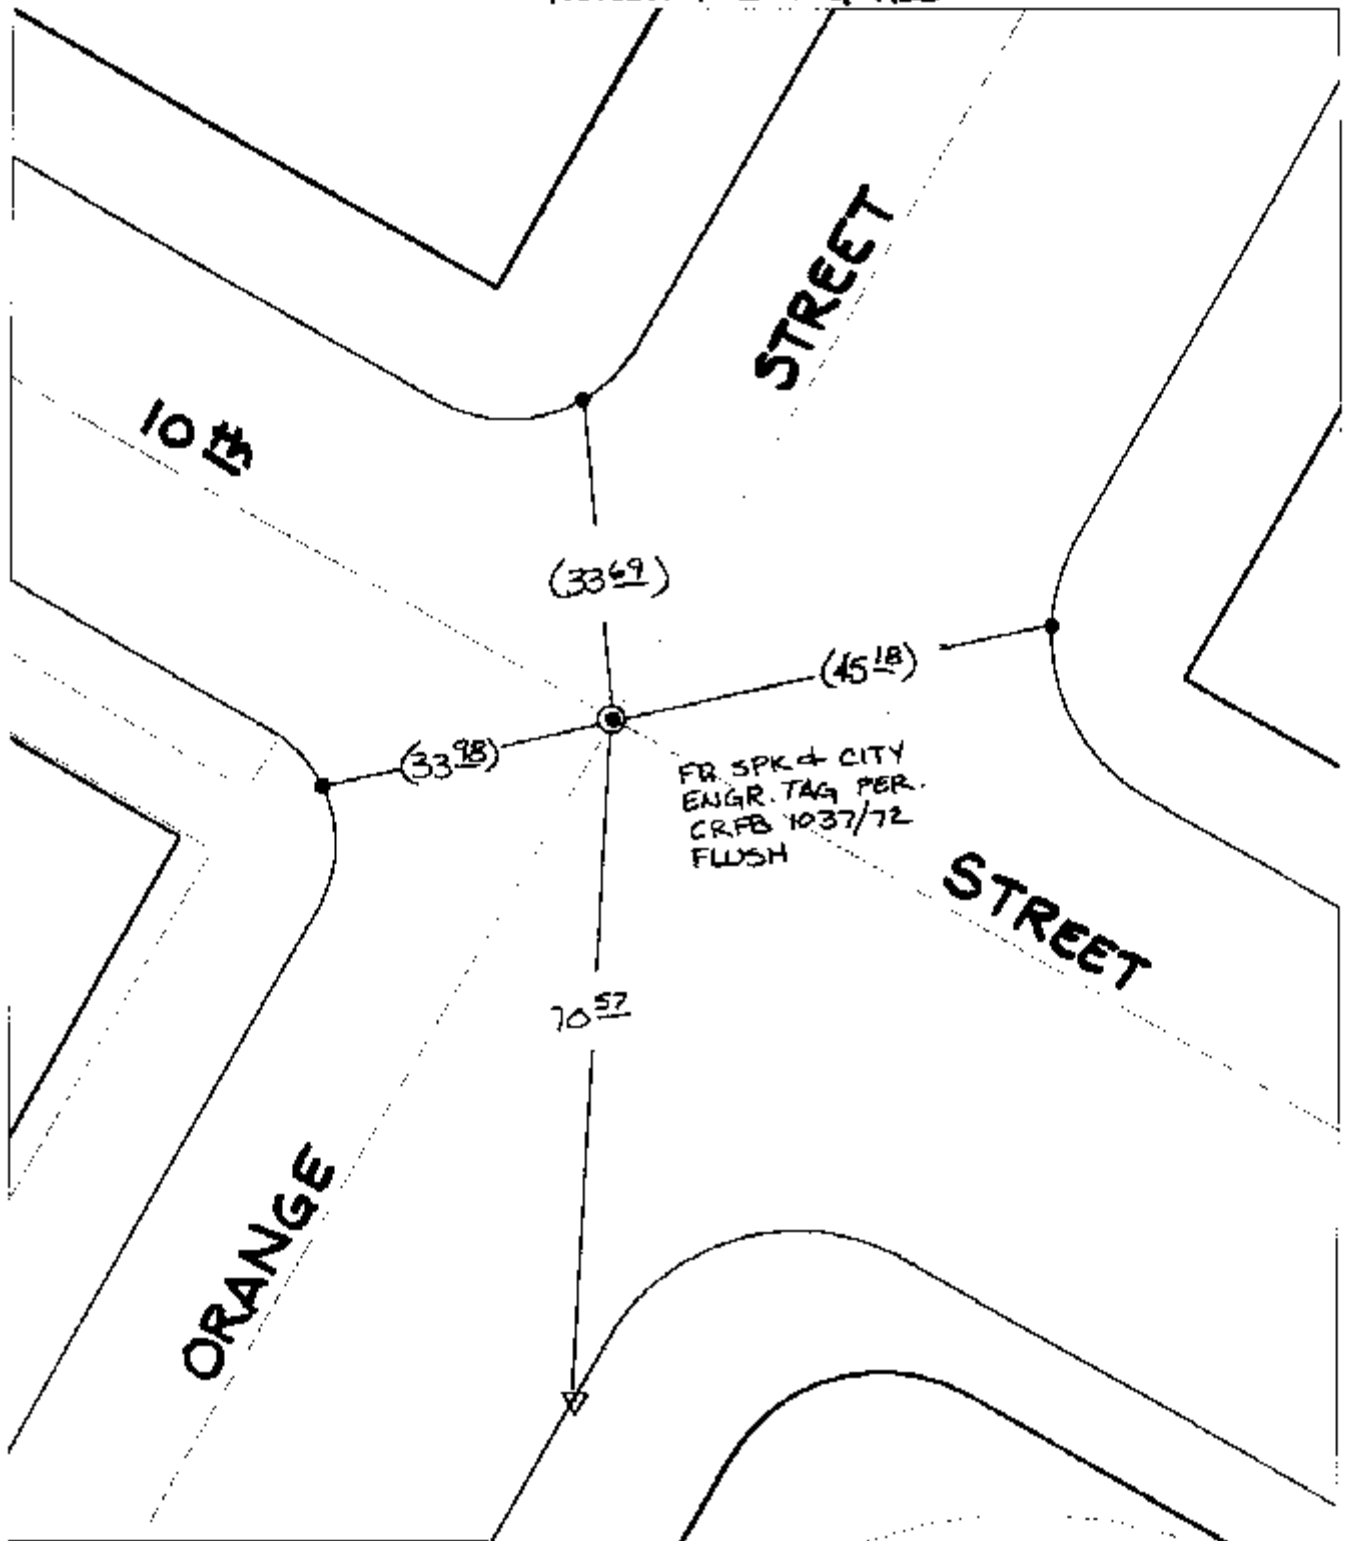 STREET
10th
(33 69)
(45 18)
(33 98)
FD. SPK & CITY
ENGR. TAG PER.
CRFB 1037/72
FLUSH
STREET
70 57
ORANGE